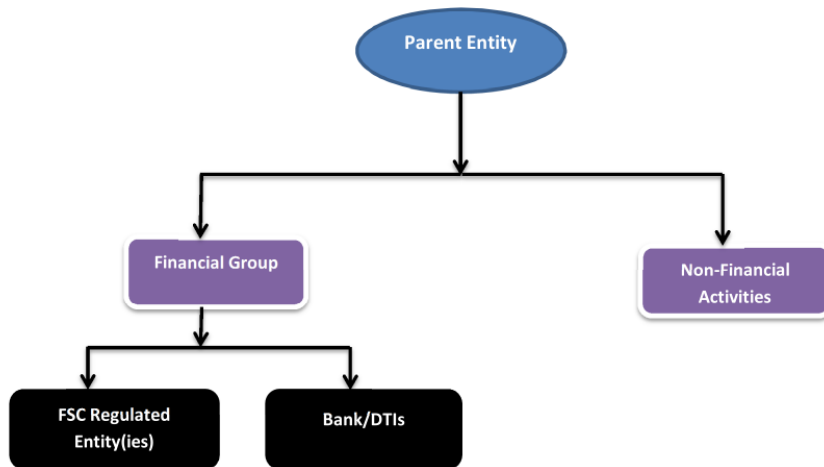 Parent Entity
Financial Group
Non-Financial
Activities
FSC Regulated
Entity(ies)
Bank/DTIs